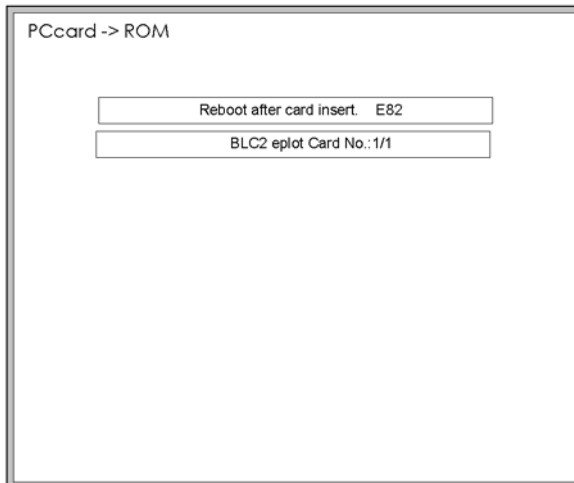 PCcard -> ROM
Reboot after card insert. E82
BLC2 eplot Card No.:1/1